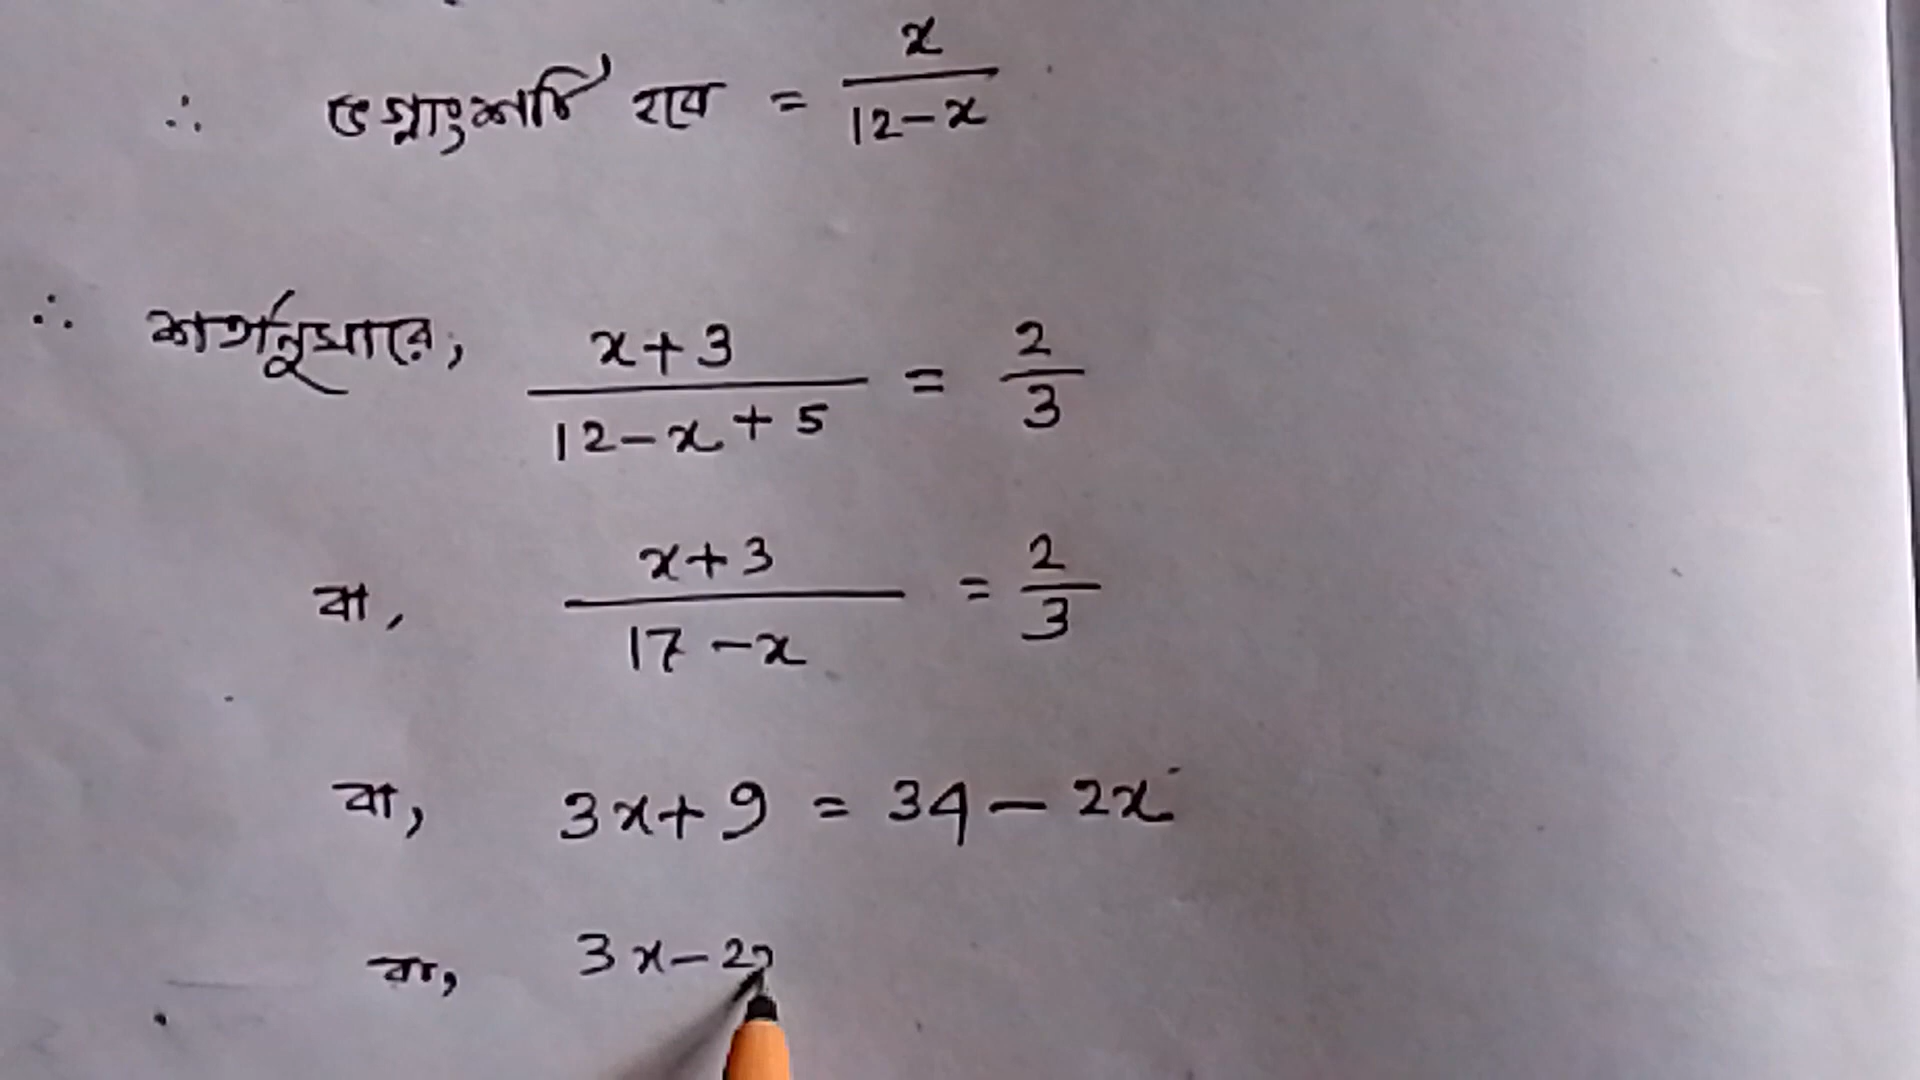 ∴ ভগ্নাংশটি হবে = x/(12-x)
∴ শর্তানুসারে, (x+3)/(12-x+5) = 2/3
বা, (x+3)/(17-x) = 2/3
বা, 3x+9 = 34-2x
বা, 3x-2